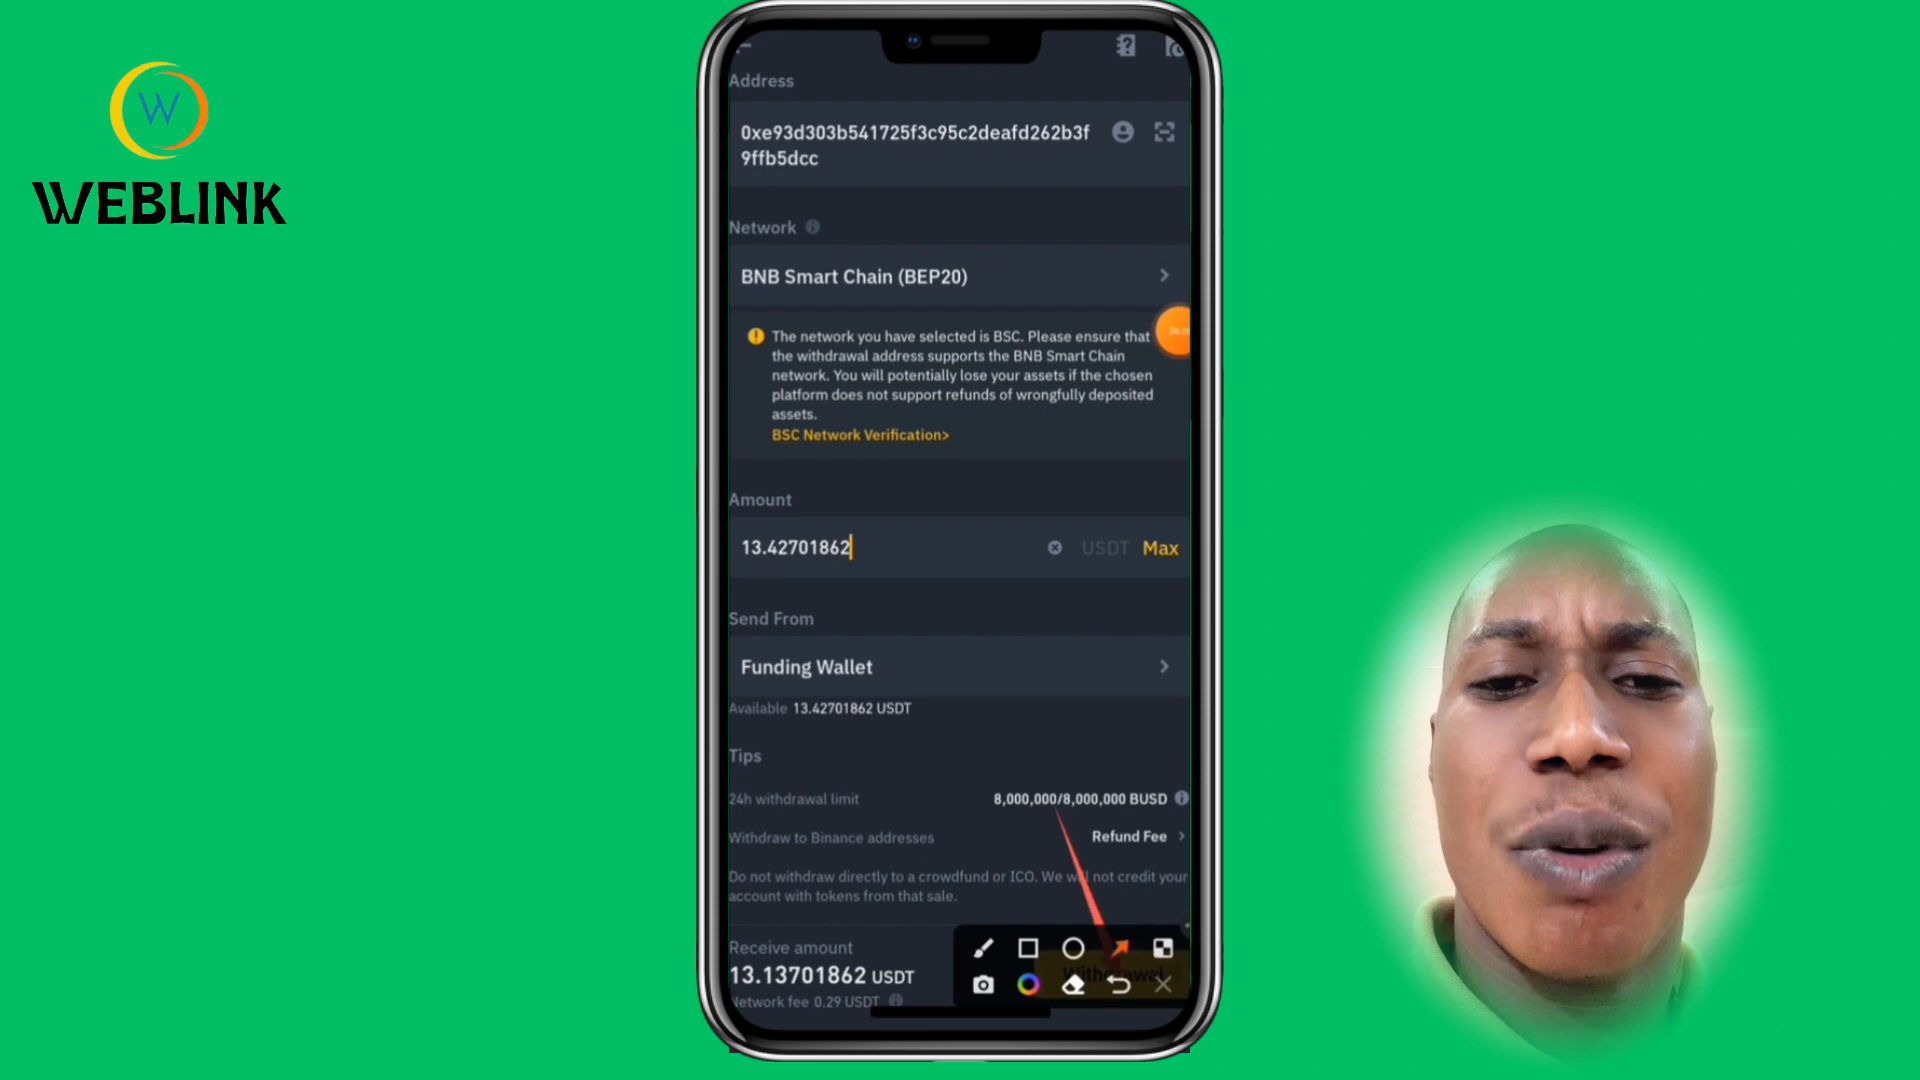 W
WEBLINK
Address
0xe93d303b541725f3c95c2deafd262b3f
9ffb5dcc
Network
BNB Smart Chain (BEP20)
The network you have selected is BSC. Please ensure that
the withdrawal address supports the BNB Smart Chain
network. You will potentially lose your assets if the chosen
platform does not support refunds of wrongfully deposited
assets.
BSC Network Verification>
Amount
13.42701862 USDT Max
Send From
Funding Wallet
Available 13.42701862 USDT
Tips
24h withdrawal limit 8,000,000/8,000,000 BUSD
Withdraw to Binance addresses Refund Fee
Do not withdraw directly to a crowdfund or ICO. We will not credit your
account with tokens from that sale.
Receive amount
13.13701862 USDT
Network fee 0.29 USDT
Withdrawal